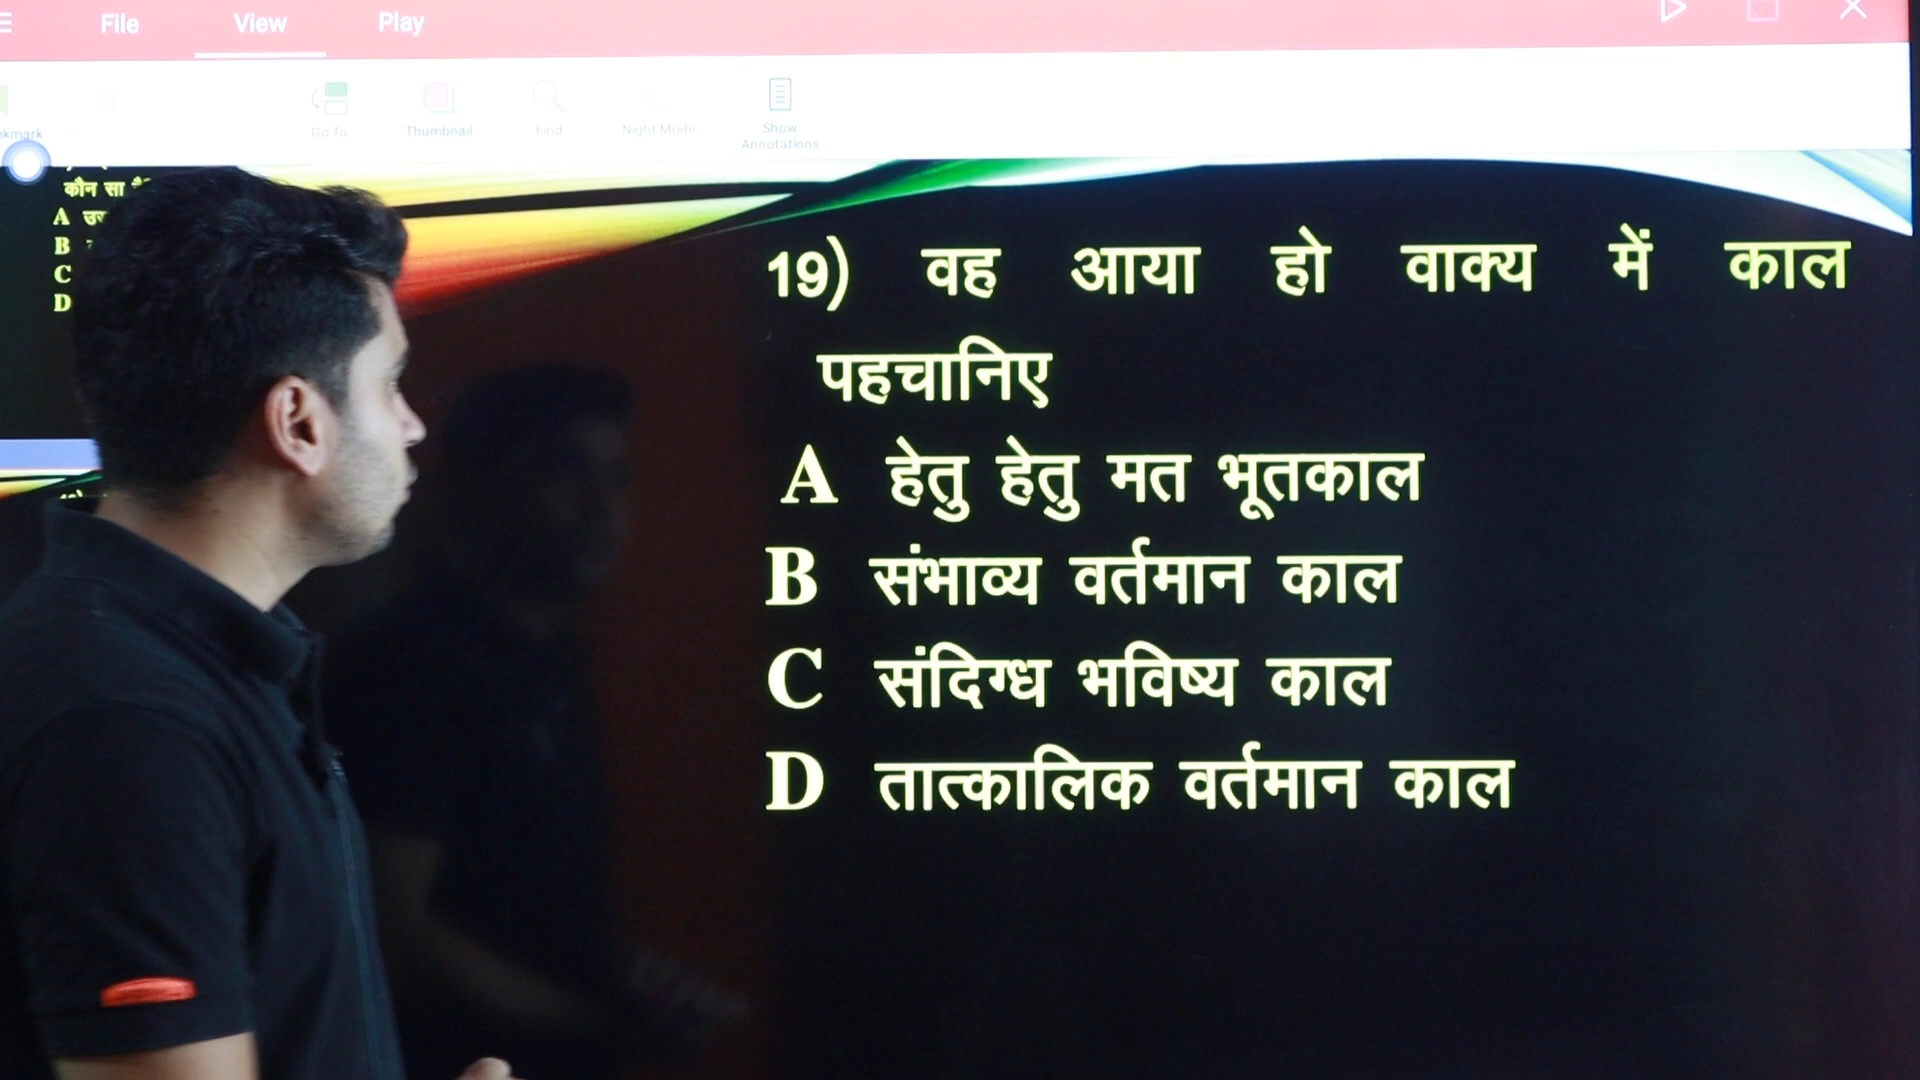 File View Play
Go To Thumbnail Find Night Mode Show
Annotations
कौन सा
A
B
C
D
19) वह आया हो वाक्य में काल
पहचानिए
A हेतु हेतु मत भूतकाल
B संभाव्य वर्तमान काल
C संदिग्ध भविष्य काल
D तात्कालिक वर्तमान काल